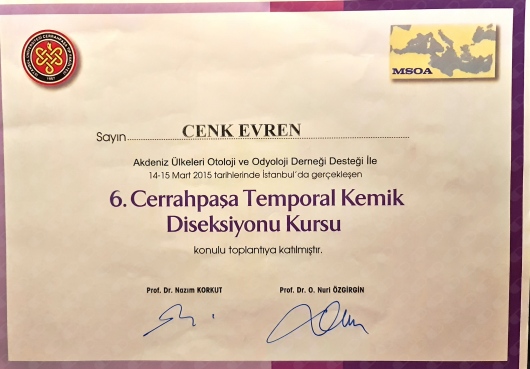 MSOA
Sayın CENK EVREN
Akdeniz Ülkeleri Otoloji ve Odyoloji Derneği Desteği İle
14-15 Mart 2015 tarihlerinde İstanbul'da gerçekleşen
6. Cerrahpaşa Temporal Kemik
Diseksiyonu Kursu
konulu toplantıya katılmıştır.
Prof. Dr. Nazım KORKUT Prof. Dr. O. Nuri ÖZGİRGİN